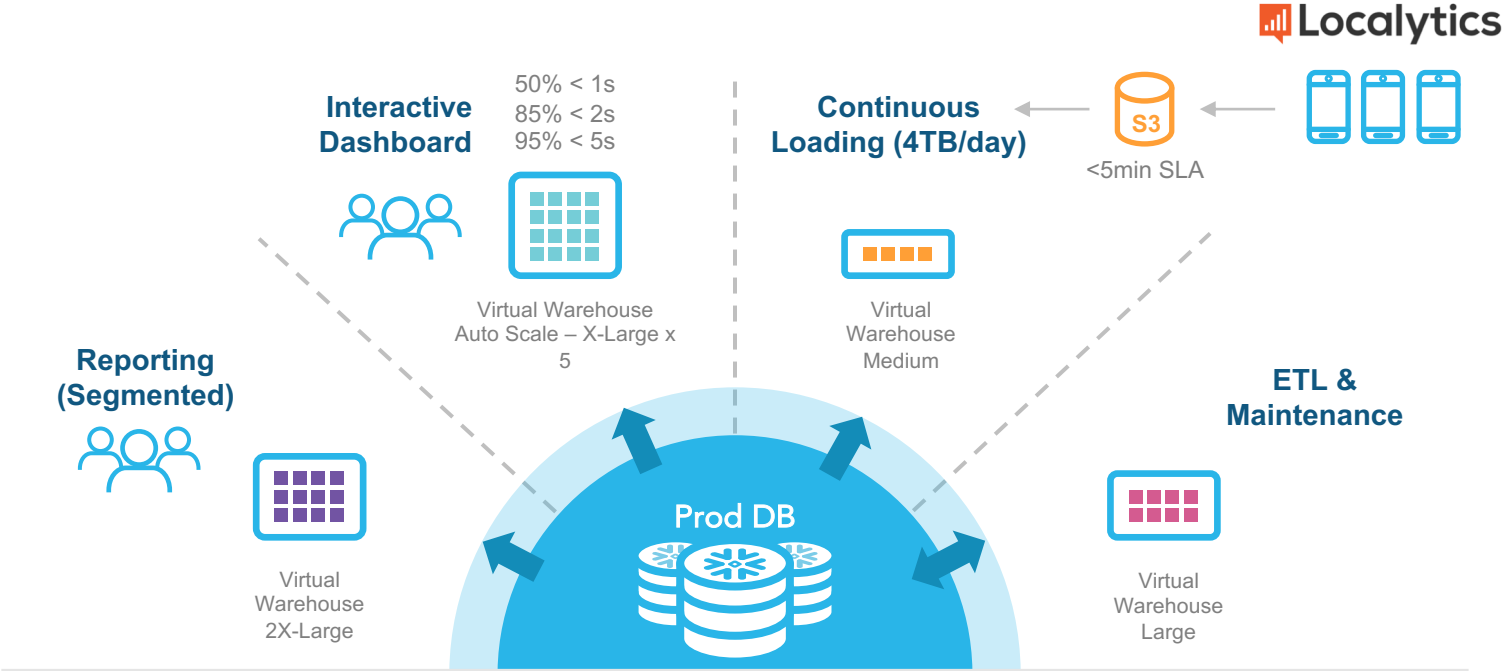 Localytics
Interactive
Dashboard
50% < 1s
85% < 2s
95% < 5s
Virtual Warehouse
Auto Scale – X-Large x
5
Continuous
Loading (4TB/day)
S3
<5min SLA
Virtual
Warehouse
Medium
Reporting
(Segmented)
Virtual
Warehouse
2X-Large
ETL &
Maintenance
Virtual
Warehouse
Large
Prod DB